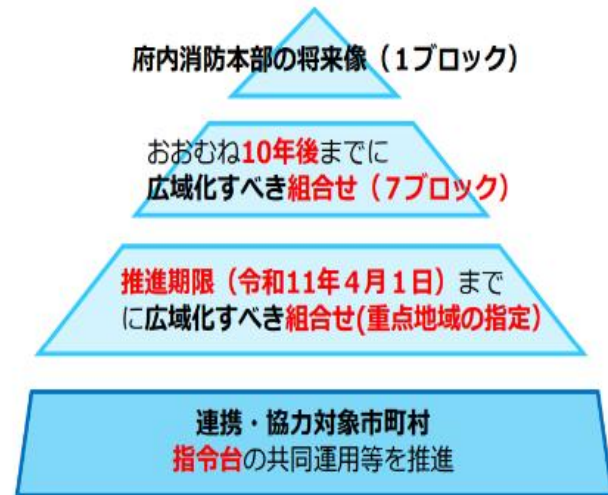 府内消防本部の将来像（１ブロック）
おおむね10年後までに
広域化すべき組合せ（７ブロック）
推進期限（令和11年４月１日）まで
に広域化すべき組合せ(重点地域の指定）
連携・協力対象市町村
指令台の共同運用等を推進